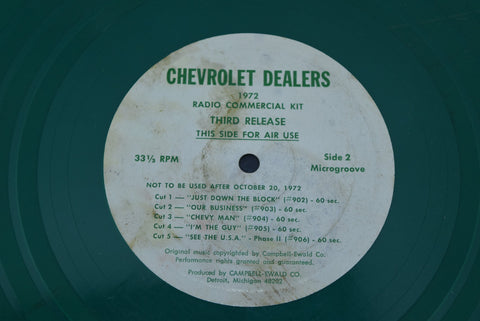 CHEVROLET DEALERS
1972
RADIO COMMERCIAL KIT
THIRD RELEASE
THIS SIDE FOR AIR USE
33⅓ RPM
Side 2
Microgroove
NOT TO BE USED AFTER OCTOBER 20, 1972
Cut 1 — "JUST DOWN THE BLOCK" (#902) - 60 sec.
Cut 2 — "OUR BUSINESS" (#903) - 60 sec.
Cut 3 — "CHEVY MAN" (#904) - 60 sec.
Cut 4 — "I'M THE GUY" (#905) - 60 sec.
Cut 5 — "SEE THE U.S.A." - Phase II (#906) - 60 sec.
Original music copyrighted by Campbell-Ewald Co.
Performance rights granted and guaranteed.
Produced by CAMPBELL-EWALD CO.
Detroit, Michigan 48202